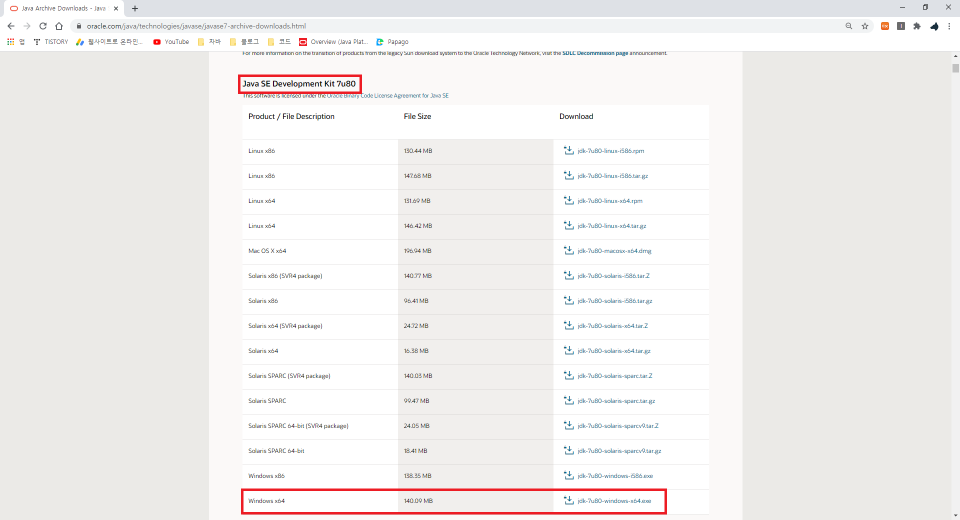 Java Archive Downloads - Java
oracle.com/java/technologies/javase/javase7-archive-downloads.html
앱
TISTORY
웹사이트로 온라인...
YouTube
자바
블로그
코드
Overview (Java Plat...
Papago
For more information on the transition of products from the legacy Sun download system to the Oracle Technology Network, visit the SDLC Decommission page announcement.
Java SE Development Kit 7u80
This software is licensed under the Oracle Binary Code License Agreement for Java SE
Product / File Description File Size Download
Linux x86 130.44 MB jdk-7u80-linux-i586.rpm
Linux x86 147.68 MB jdk-7u80-linux-i586.tar.gz
Linux x64 131.69 MB jdk-7u80-linux-x64.rpm
Linux x64 146.42 MB jdk-7u80-linux-x64.tar.gz
Mac OS X x64 196.94 MB jdk-7u80-macosx-x64.dmg
Solaris x86 (SVR4 package) 140.77 MB jdk-7u80-solaris-i586.tar.Z
Solaris x86 96.41 MB jdk-7u80-solaris-i586.tar.gz
Solaris x64 (SVR4 package) 24.72 MB jdk-7u80-solaris-x64.tar.Z
Solaris x64 16.38 MB jdk-7u80-solaris-x64.tar.gz
Solaris SPARC (SVR4 package) 140.03 MB jdk-7u80-solaris-sparc.tar.Z
Solaris SPARC 99.47 MB jdk-7u80-solaris-sparc.tar.gz
Solaris SPARC 64-bit (SVR4 package) 24.05 MB jdk-7u80-solaris-sparcv9.tar.Z
Solaris SPARC 64-bit 18.41 MB jdk-7u80-solaris-sparcv9.tar.gz
Windows x86 138.35 MB jdk-7u80-windows-i586.exe
Windows x64 140.09 MB jdk-7u80-windows-x64.exe